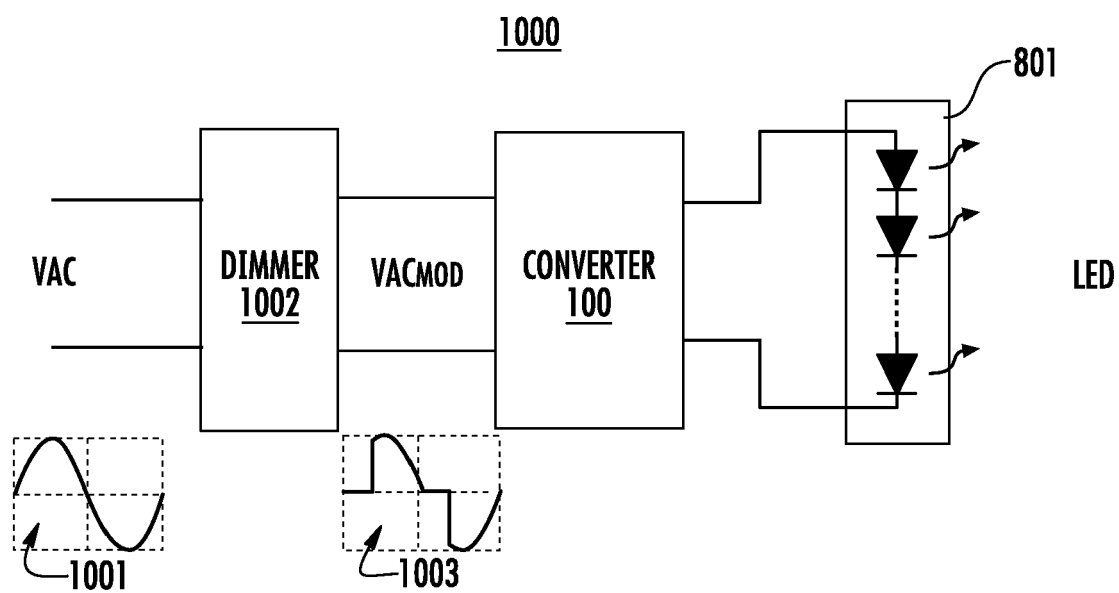 1000
801
VAC
DIMMER
1002
VACMOD
CONVERTER
100
LED
1001
1003